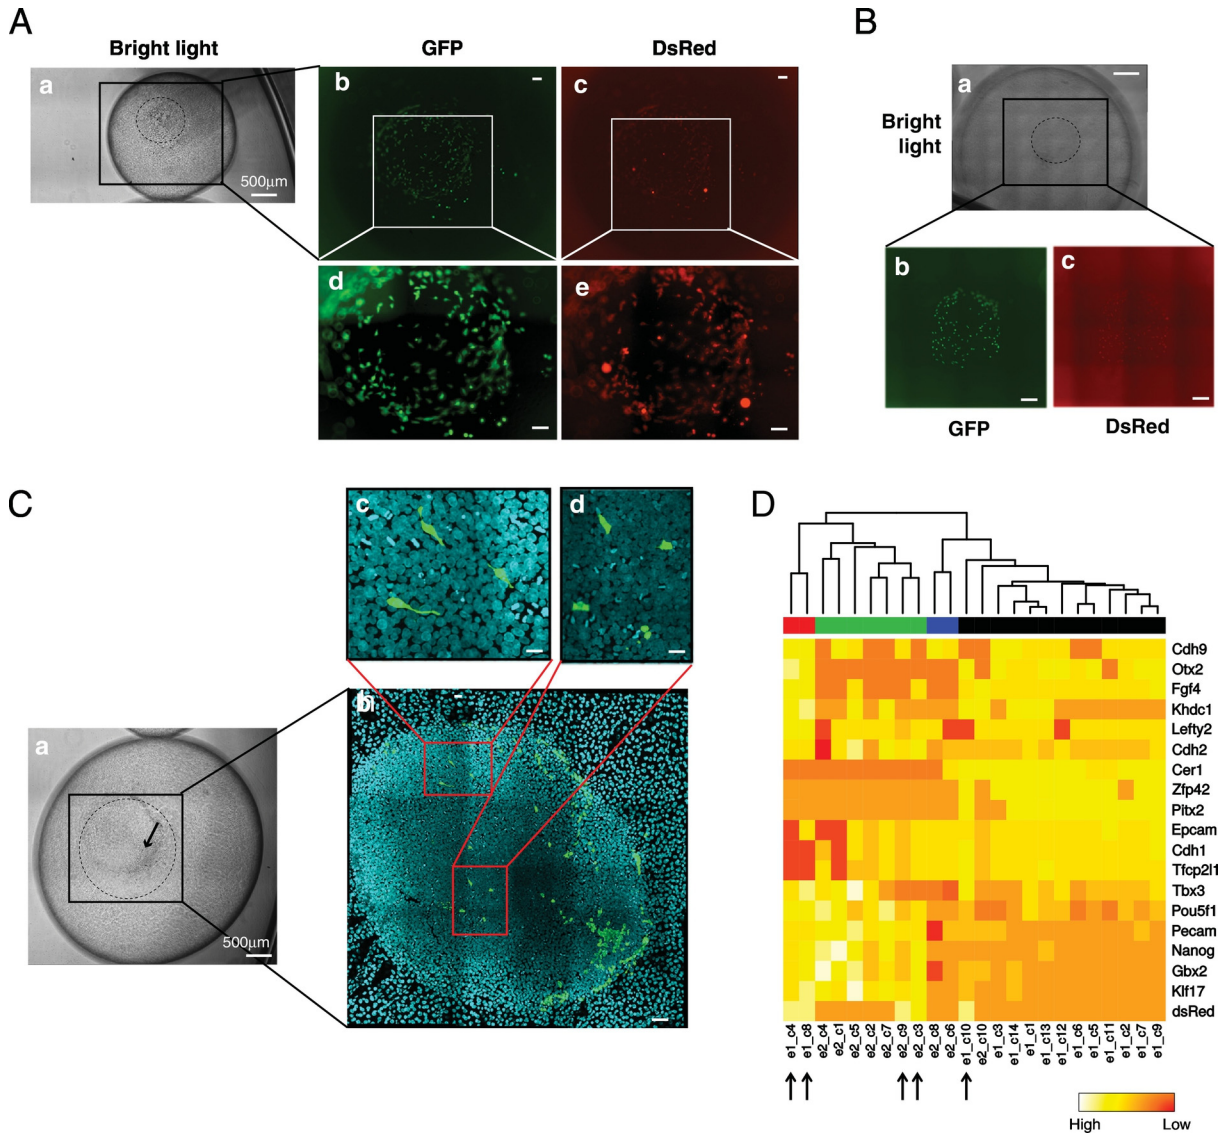 A
Bright light
GFP
DsRed
a
500μm
b
c
d
e
B
Bright
light
a
b
c
GFP
DsRed
C
a
500μm
b
c
d
D
Cdh9
Otx2
Fgf4
Khdc1
Lefty2
Cdh2
Cer1
Zfp42
Pitx2
Epcam
Cdh1
Tfcp2l1
Tbx3
Pou5f1
Pecam
Nanog
Gbx2
Klf17
dsRed
e1_c4
e1_c8
e2_c4
e2_c1
e2_c5
e2_c2
e2_c7
e2_c9
e2_c3
e2_c8
e2_c6
e1_c10
e2_c10
e1_c3
e1_c14
e1_c1
e1_c13
e1_c12
e1_c6
e1_c5
e1_c11
e1_c2
e1_c7
e1_c9
High
Low